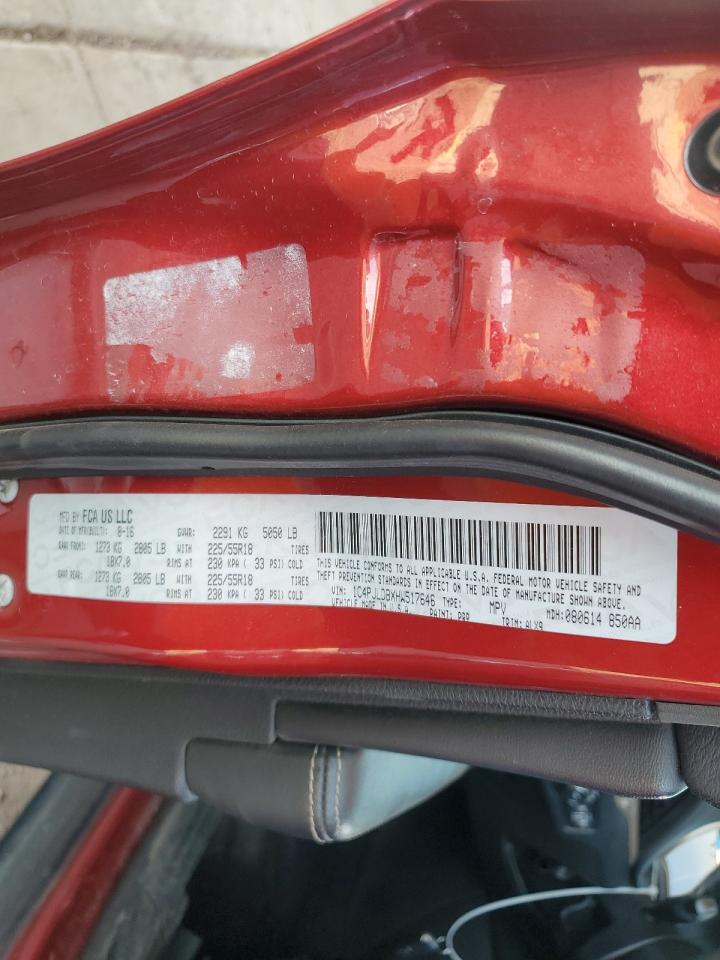 MFD BY FCA US LLC
DATE OF MFR(BUILT): 8-16 GVWR: 2291 KG 5050 LB
GAWR FRONT: 1273 KG 2805 LB WITH 225/55R18 TIRES
18X7.0 RIMS AT 230 KPA ( 33 PSI) COLD
GAWR REAR: 1273 KG 2805 LB WITH 225/55R18 TIRES
18X7.0 RIMS AT 230 KPA ( 33 PSI) COLD
THIS VEHICLE CONFORMS TO ALL APPLICABLE U.S.A. FEDERAL MOTOR VEHICLE SAFETY AND
THEFT PREVENTION STANDARDS IN EFFECT ON THE DATE OF MANUFACTURE SHOWN ABOVE.
VIN: 1C4PJLDBXHW517646 TYPE: MPV MDH:080614 850AA
VEHICLE MADE IN U.S.A. PAINT: PRP TRIM: ALX9